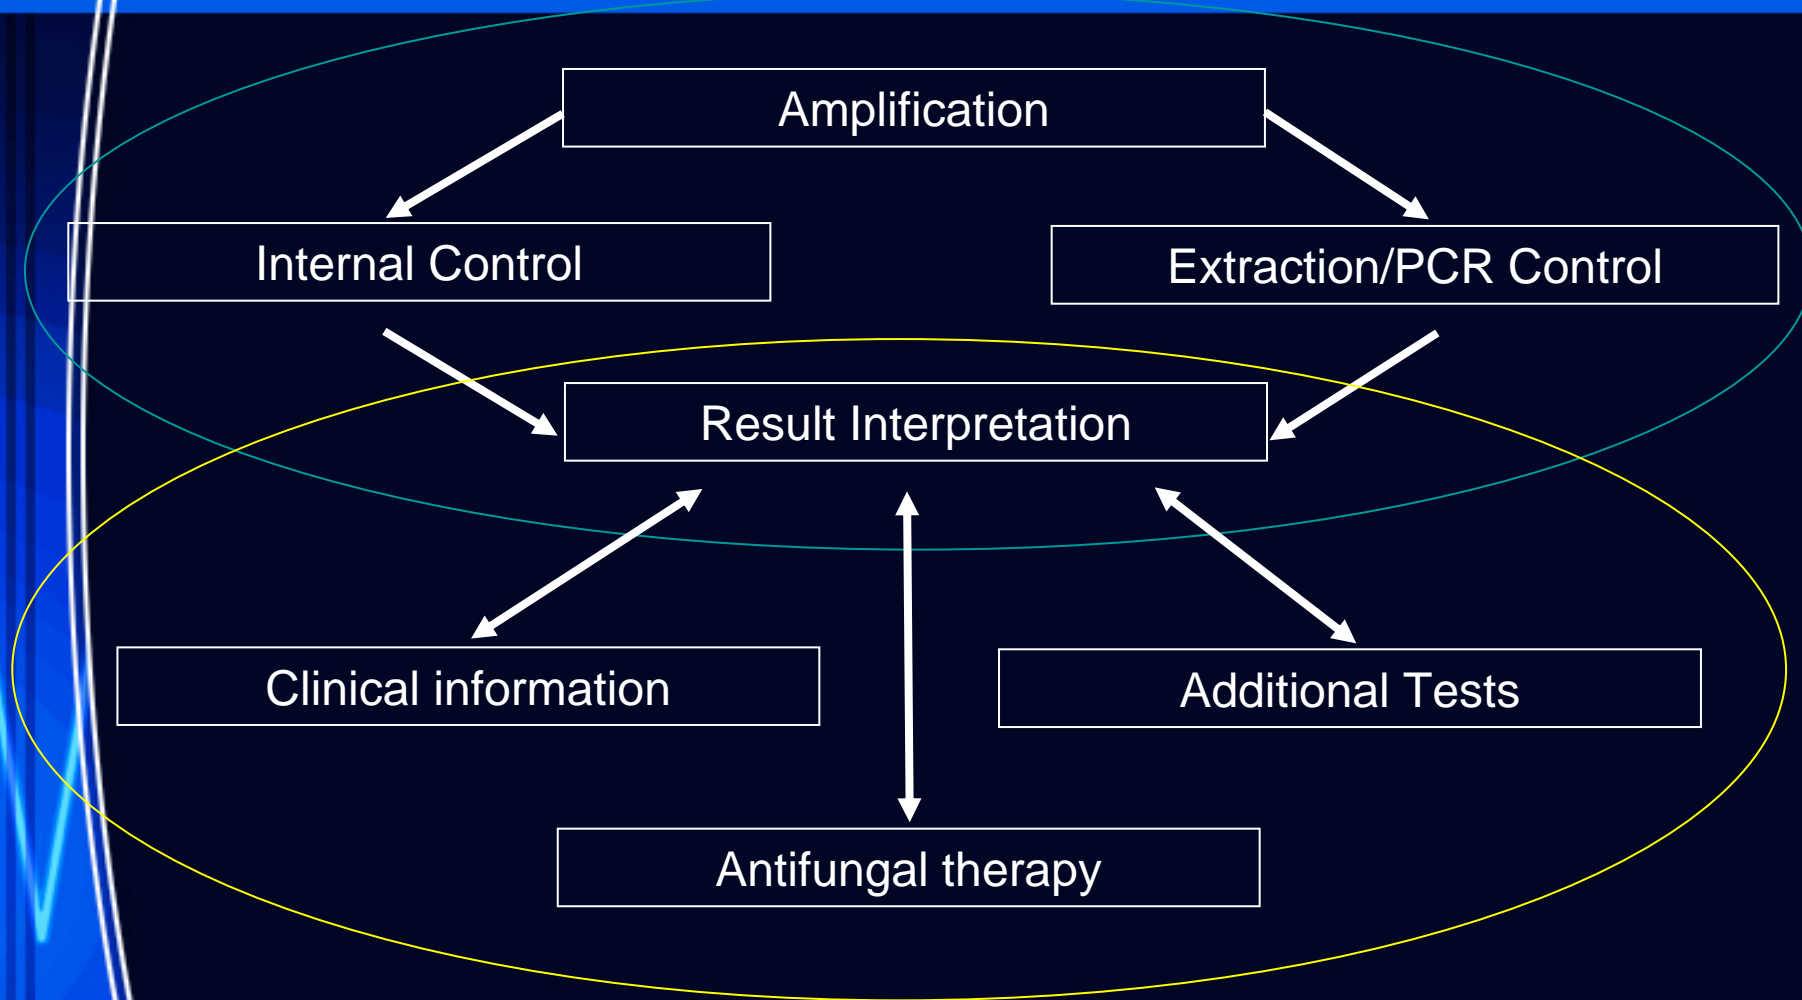 Amplification
Internal Control
Extraction/PCR Control
Result Interpretation
Clinical information
Additional Tests
Antifungal therapy